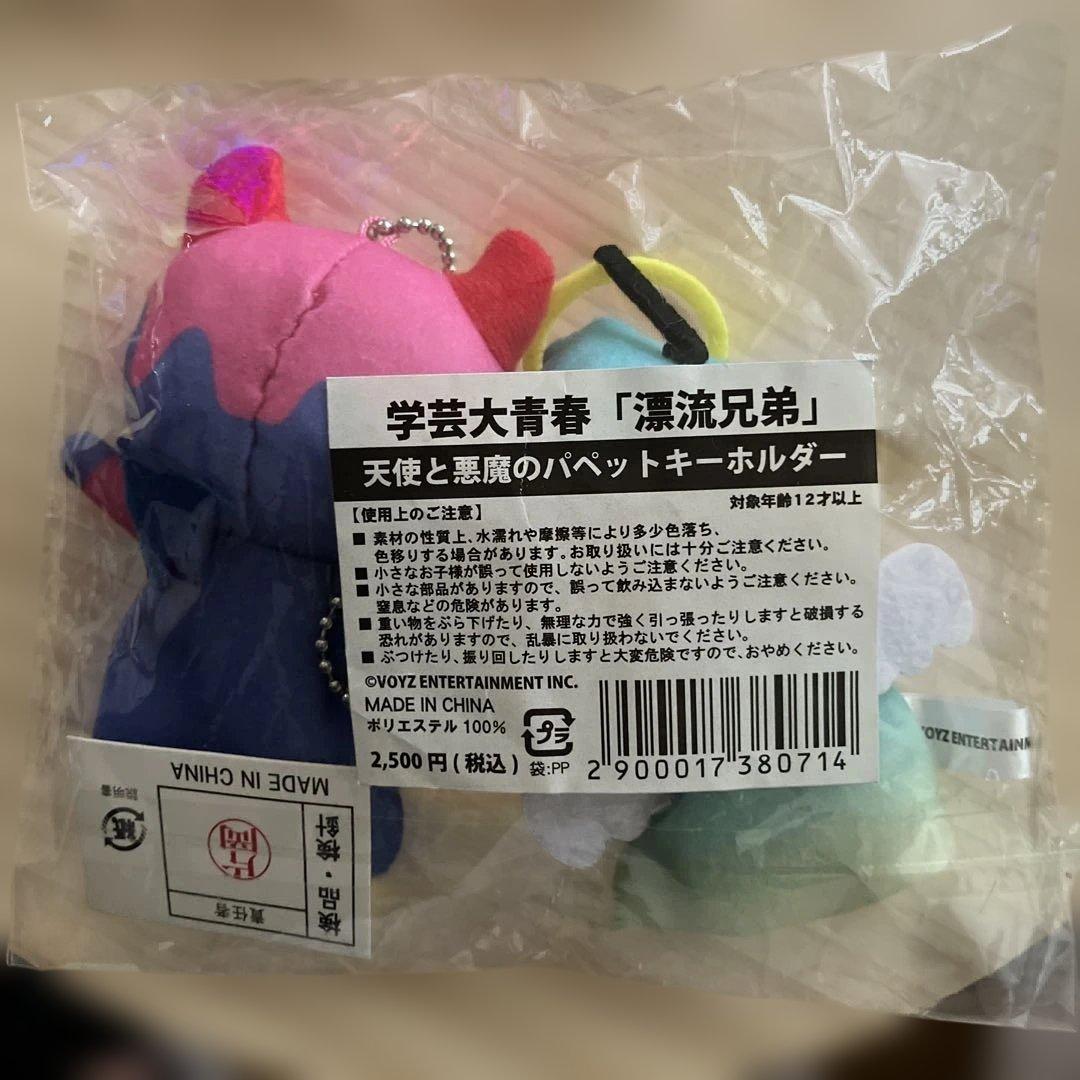 学芸大青春「漂流兄弟」
天使と悪魔のパペットキーホルダー
対象年齢12才以上
【使用上のご注意】
■ 素材の性質上、水濡れや摩擦等により多少色落ち、
色移りする場合があります。お取り扱いには十分ご注意ください。
■ 小さなお子様が誤って使用しないようご注意ください。
■ 小さな部品がありますので、誤って飲み込まないようご注意ください。
窒息などの危険があります。
■ 重い物をぶら下げたり、無理な力で強く引っ張ったりしますと破損する
恐れがありますので、乱暴に取り扱わないでください。
■ ぶつけたり、振り回したりしますと大変危険ですので、おやめください。
©VOYZ ENTERTAINMENT INC.
MADE IN CHINA
ポリエステル 100%
2,500円(税込)
プラ
袋:PP
2900017380714
VOYZ ENTERTAINM
MADE IN CHINA
検品・検針
責任者
片岡
説明書
紙